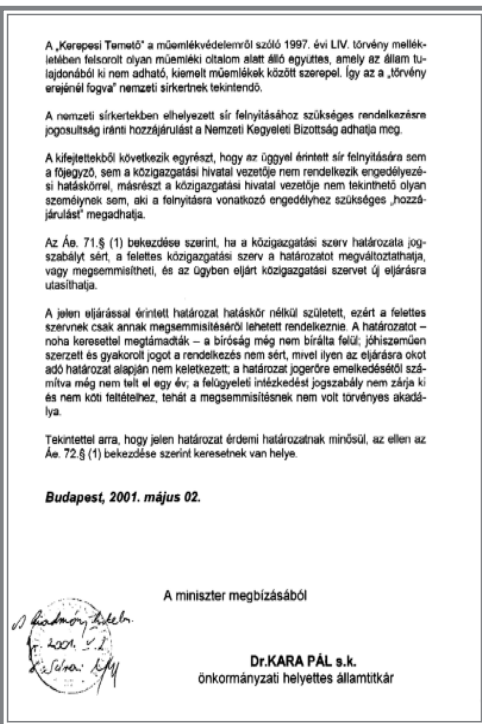 A „Kerepesi Temető” a műemlékvédelemről szóló 1997. évi LIV. törvény mellék-
letében felsorolt olyan műemléki oltalom alatt álló együttes, amely az állam tu-
lajdonából ki nem adható, kiemelt műemlékek között szerepel. Így az a „törvény
erejénél fogva” nemzeti sírkertnek tekintendő.
A nemzeti sírkertekben elhelyezett sír felnyitásához szükséges rendelkezésre
jogosultság iránti hozzájárulást a Nemzeti Kegyeleti Bizottság adhatja meg.
A kifejtettekből következik egyrészt, hogy az üggyel érintett sír felnyitására sem
a főjegyző, sem a közigazgatási hivatal vezetője nem rendelkezik engedélyezé-
si hatáskörrel, másrészt a közigazgatási hivatal vezetője nem tekinthető olyan
személynek sem, aki a felnyitásra vonatkozó engedélyhez szükséges „hozzá-
járulást” megadhatja.
Az Áe. 71.§ (1) bekezdése szerint, ha a közigazgatási szerv határozata jog-
szabályt sért, a felettes közigazgatási szerv a határozatot megváltoztathatja,
vagy megsemmisítheti, és az ügyben eljárt közigazgatási szervet új eljárásra
utasíthatja.
A jelen eljárással érintett határozat hatáskör nélkül született, ezért a felettes
szervnek csak annak megsemmisítéséről lehetett rendelkeznie. A határozatot –
noha keresettel megtámadták – a bíróság még nem bírálta felül; jóhiszeműen
szerzett és gyakorolt jogot a rendelkezés nem sért, mivel ilyen az eljárásra okot
adó határozat alapján nem keletkezett; a határozat jogerőre emelkedésétől szá-
mítva még nem telt el egy év; a felügyeleti intézkedést jogszabály nem zárja ki
és nem köti feltételhez, tehát a megsemmisítésnek nem volt törvényes akadá-
lya.
Tekintettel arra, hogy jelen határozat érdemi határozatnak minősül, az ellen az
Áe. 72.§ (1) bekezdése szerint keresetnek van helye.
Budapest, 2001. május 02.
A miniszter megbízásából
A kiadmány hiteléül.
2001. V. 2.
Dr.KARA PÁL s.k.
önkormányzati helyettes államtitkár